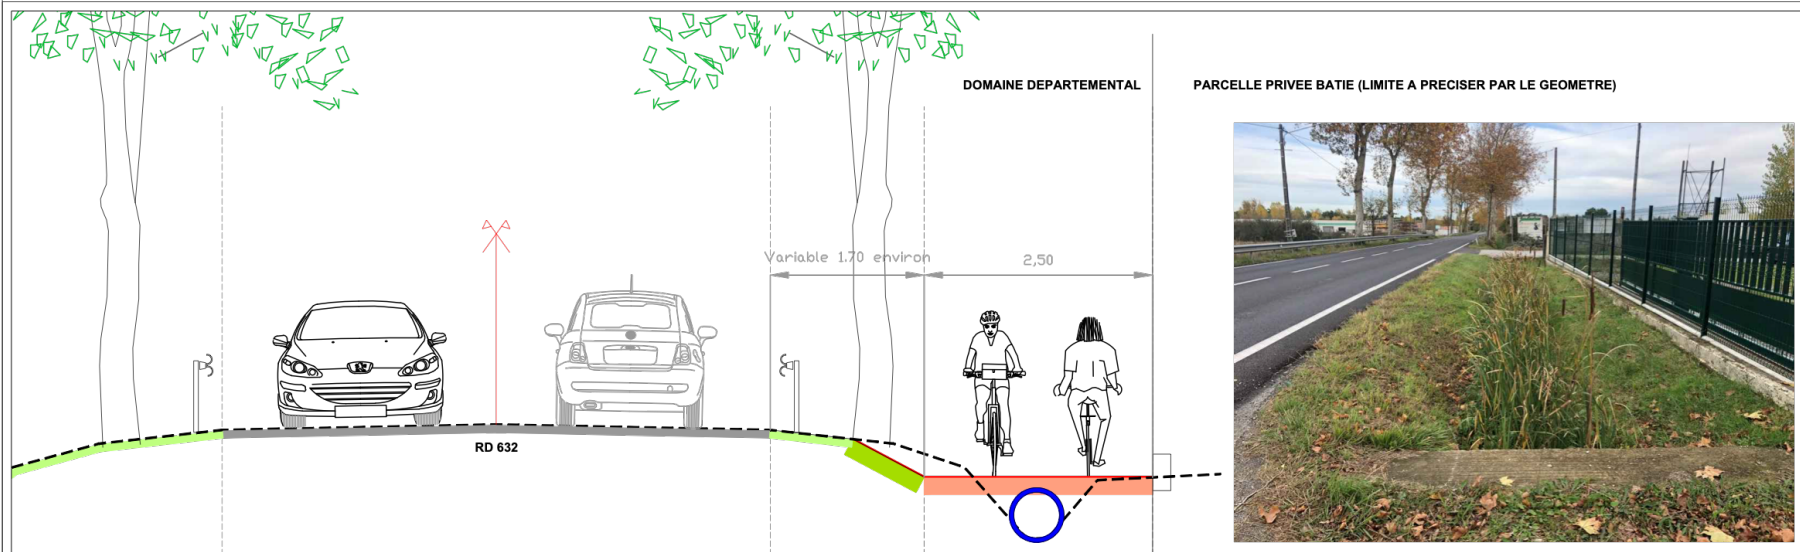 DOMAINE DEPARTEMENTAL
PARCELLE PRIVEE BATIE (LIMITE A PRECISER PAR LE GEOMETRE)
Variable 1.70 environ
2,50
RD 632